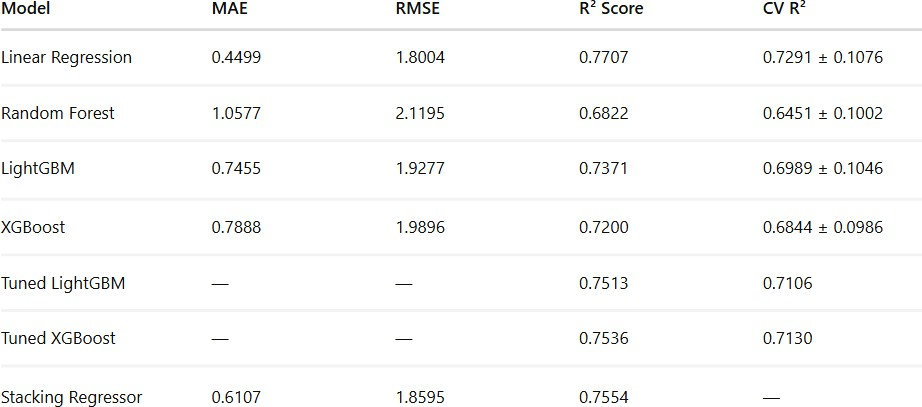 Model MAE RMSE R² Score CV R²
Linear Regression 0.4499 1.8004 0.7707 0.7291 ± 0.1076
Random Forest 1.0577 2.1195 0.6822 0.6451 ± 0.1002
LightGBM 0.7455 1.9277 0.7371 0.6989 ± 0.1046
XGBoost 0.7888 1.9896 0.7200 0.6844 ± 0.0986
Tuned LightGBM — — 0.7513 0.7106
Tuned XGBoost — — 0.7536 0.7130
Stacking Regressor 0.6107 1.8595 0.7554 —